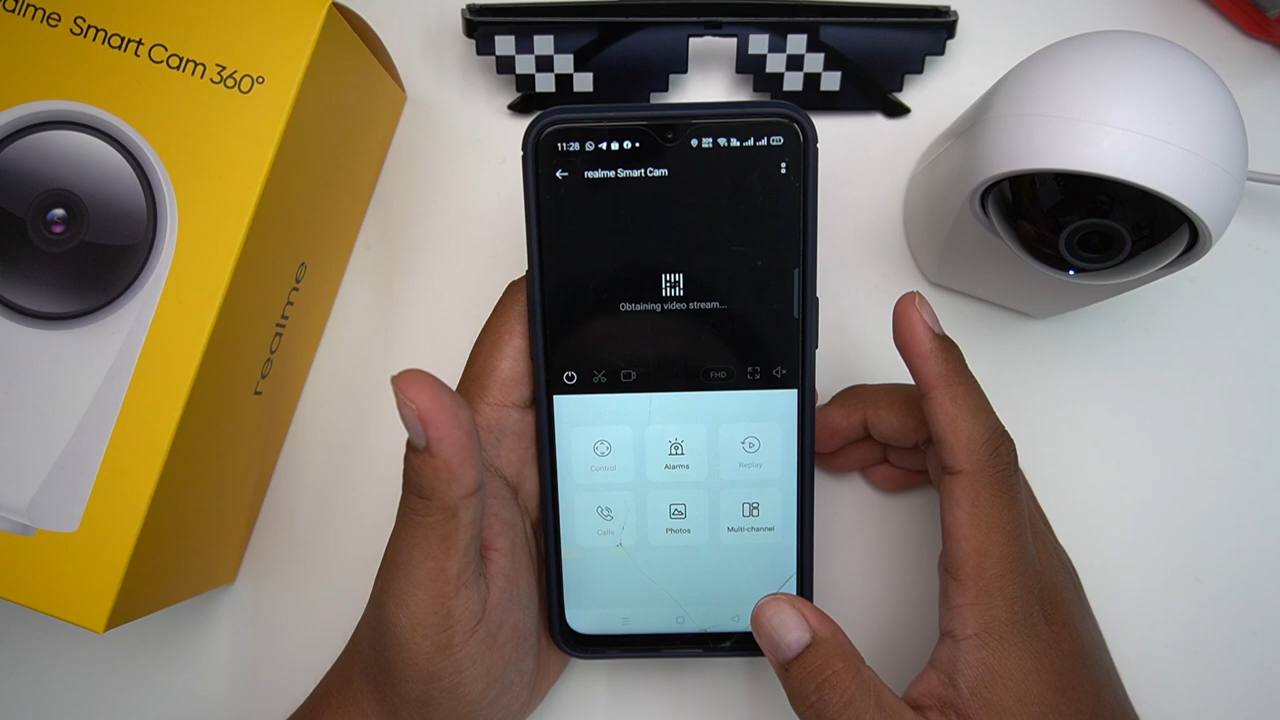 realme Smart Cam 360°
realme
11:28
realme Smart Cam
Obtaining video stream...
FHD
Control
Alarms
Replay
Calls
Photos
Multi-channel